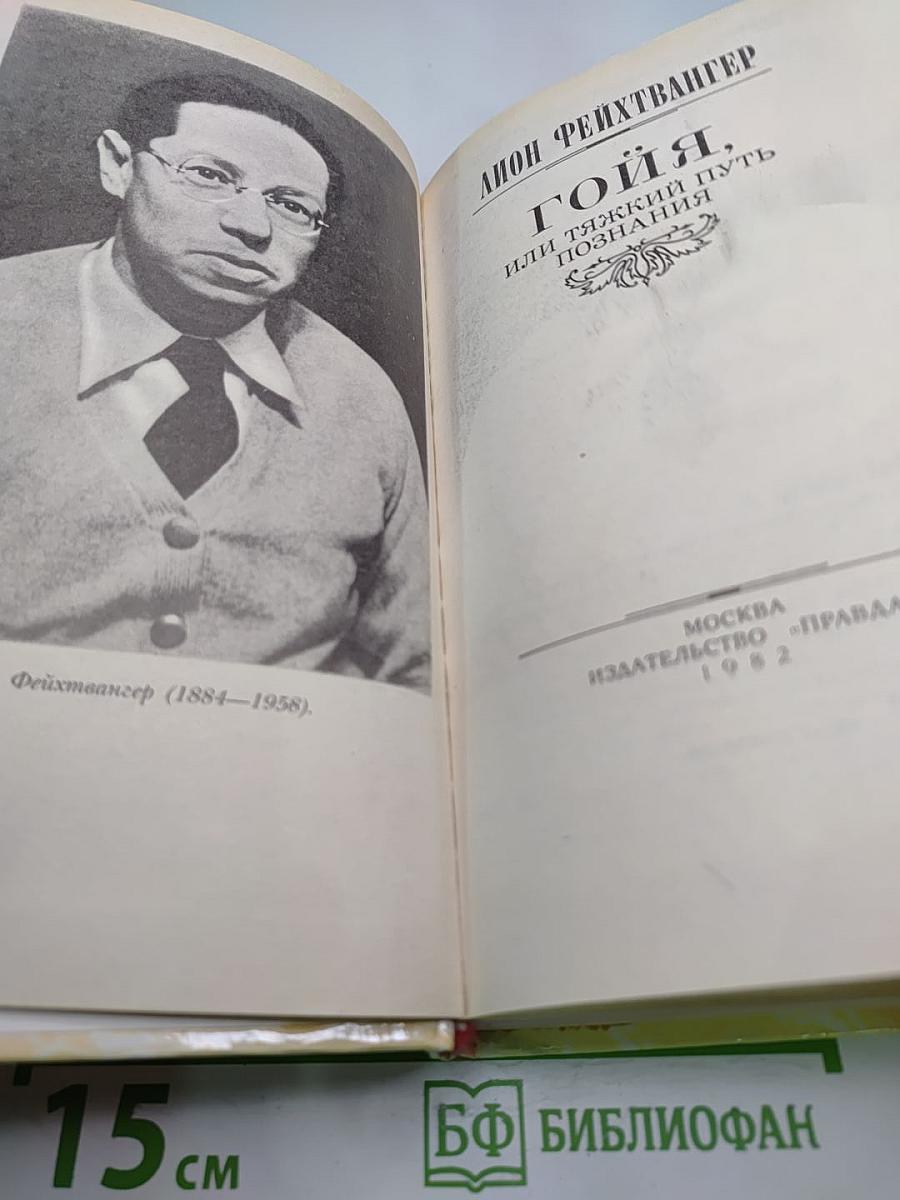 Фейхтвангер (1884—1958).
ЛИОН ФЕЙХТВАНГЕР
ГОЙЯ,
ИЛИ ТЯЖКИЙ ПУТЬ
ПОЗНАНИЯ
МОСКВА
ИЗДАТЕЛЬСТВО «ПРАВДА
1982
15 см
БФ БИБЛИОФАН